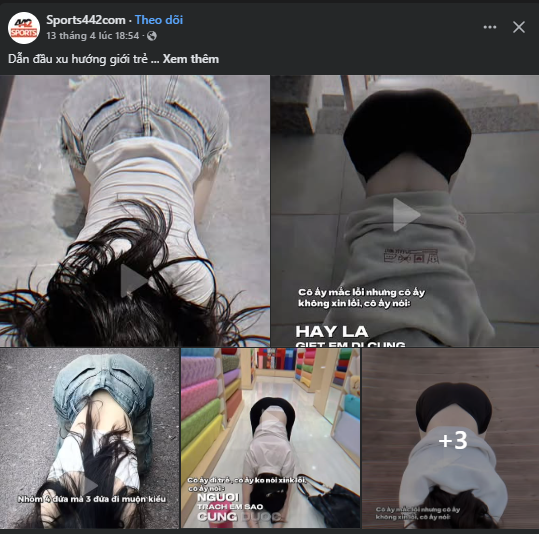 442
SPORTS
Sports442com · Theo dõi
13 tháng 4 lúc 18:54 ·
Dẫn đầu xu hướng giới trẻ ... Xem thêm
Cô ấy mắc lỗi nhưng cô ấy
không xin lỗi, cô ấy nói:
HAY LA
GIET EM DI CUNG
Nhóm 4 đứa mà 3 đứa đi muộn kiểu
Cô ấy đi trễ, cô ấy ko nói xin lỗi,
cô ấy nói:
NGUOI
TRACH EM SAO
CUNG DUOC
+3
Cô ấy mắc lỗi nhưng cô ấy
không xin lỗi, cô ấy nói: